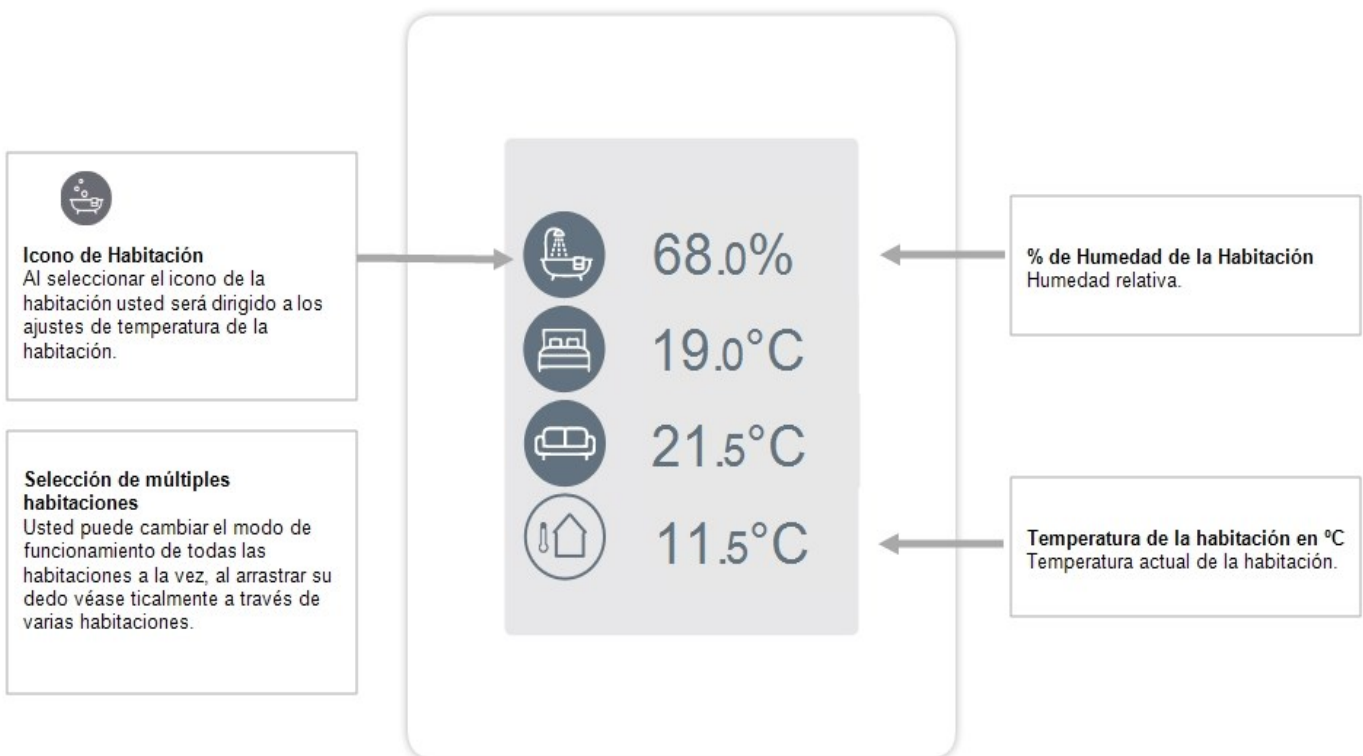 Icono de Habitación
Al seleccionar el icono de la
habitación usted será dirigido a los
ajustes de temperatura de la
habitación.
Selección de múltiples
habitaciones
Usted puede cambiar el modo de
funcionamiento de todas las
habitaciones a la vez, al arrastrar su
dedo véase ticalmente a través de
varias habitaciones.
68.0%
19.0°C
21.5°C
11.5°C
% de Humedad de la Habitación
Humedad relativa.
Temperatura de la habitación en ºC
Temperatura actual de la habitación.